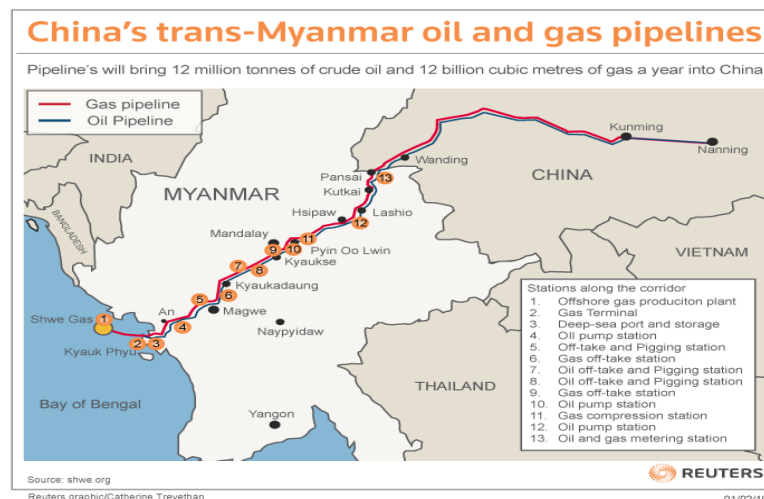 China's trans-Myanmar oil and gas pipelines
Pipeline's will bring 12 million tonnes of crude oil and 12 billion cubic metres of gas a year into China
Gas pipeline
Oil Pipeline
INDIA
BANGLADESH
MYANMAR
CHINA
VIETNAM
THAILAND
Kunming
Nanning
Wanding
Pansai
13
Kutkai
Hsipaw
Lashio
12
Mandalay
11
9
10
Pyin Oo Lwin
Kyaukse
7
8
Kyaukadaung
6
5
Magwe
An
4
Naypyidaw
Shwe Gas
1
2
3
Kyauk Phyu
Bay of Bengal
Yangon
Stations along the corridor
1. Offshore gas produciton plant
2. Gas Terminal
3. Deep-sea port and storage
4. OIl pump station
5. Off-take and Pigging station
6. Gas off-take station
7. Oil off-take and Pigging station
8. Oil off-take and Pigging station
9. Gas off-take station
10. Oil pump station
11. Gas compression station
12. Oil pump station
13. Oil and gas metering station
Source: shwe.org
REUTERS
Reuters graphic/Catherine Trevethan